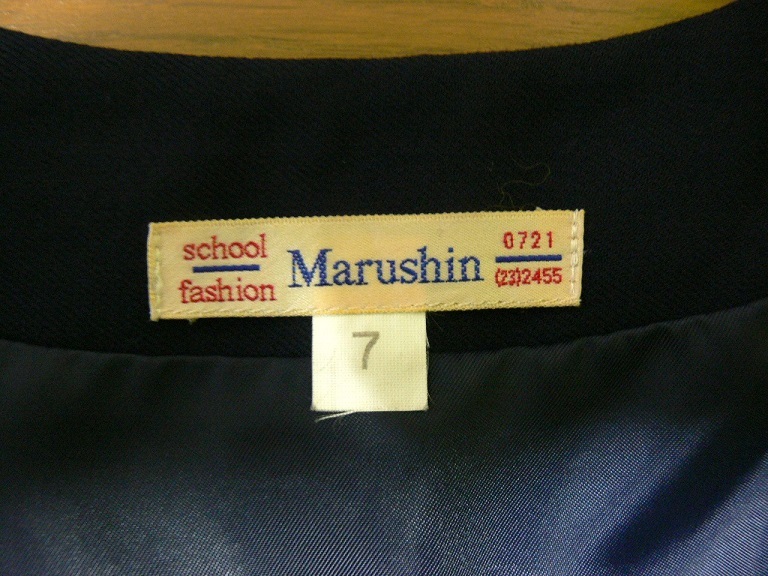 school
fashion
Marushin
0721
(23)2455
7